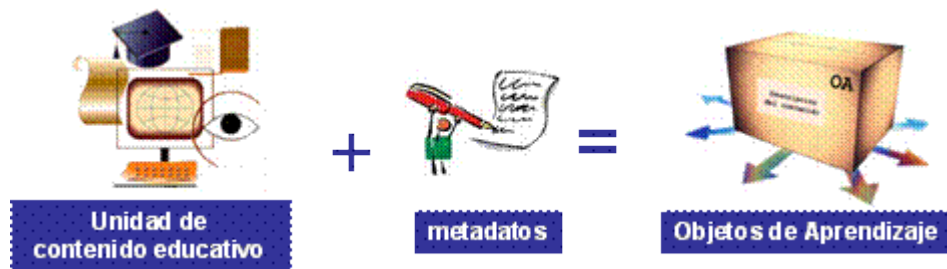 OA
+
=
Unidad de
contenido educativo
metadatos
Objetos de Aprendizaje